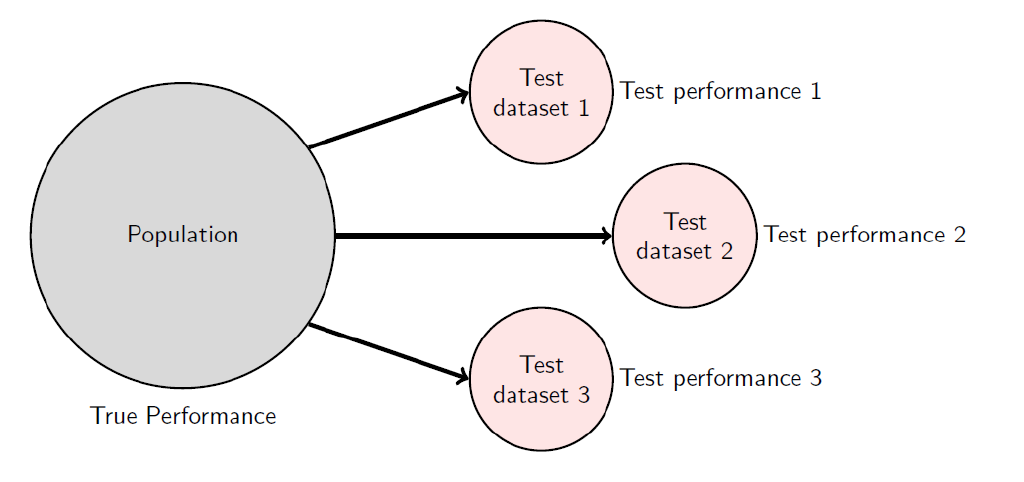 Test
dataset 1
Test performance 1
Population
Test
dataset 2
Test performance 2
Test
dataset 3
Test performance 3
True Performance